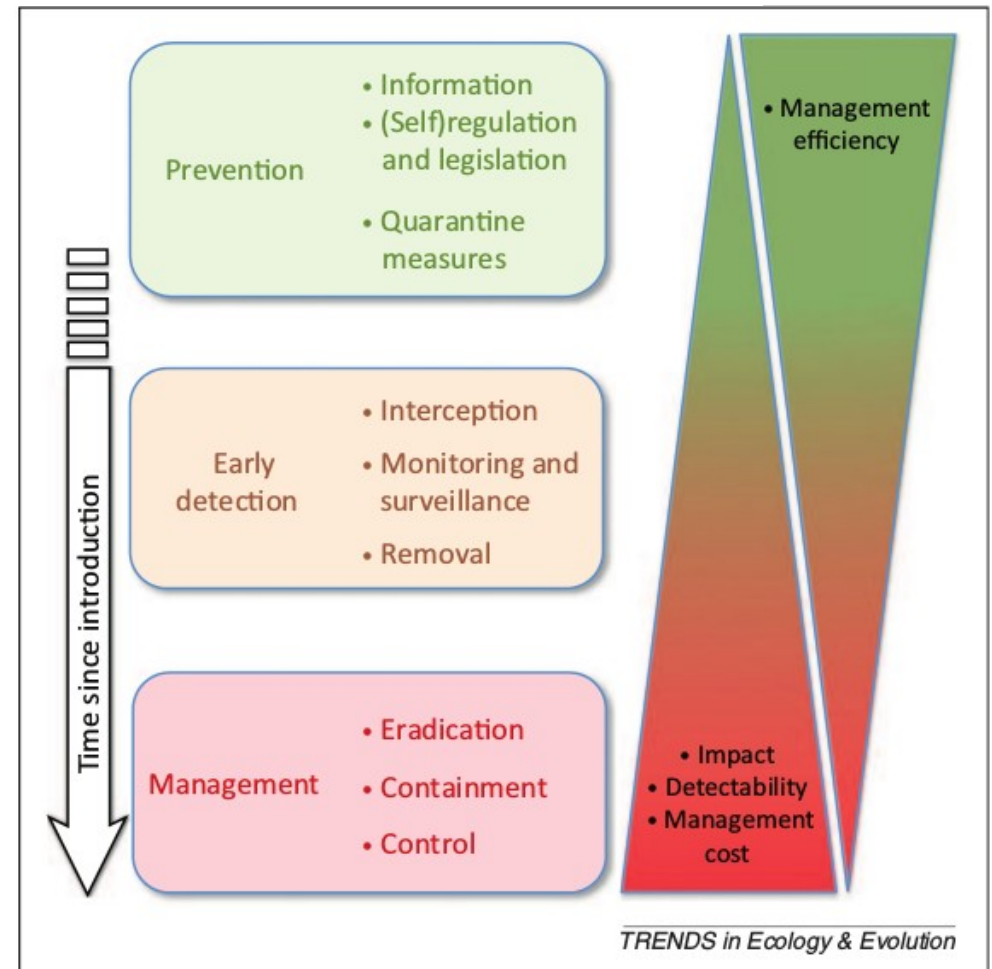 Prevention
• Information
• (Self)regulation
and legislation
• Quarantine
measures
Early
detection
• Interception
• Monitoring and
surveillance
• Removal
Management
• Eradication
• Containment
• Control
Time since introduction
• Management
efficiency
• Impact
• Detectability
• Management
cost
TRENDS in Ecology & Evolution